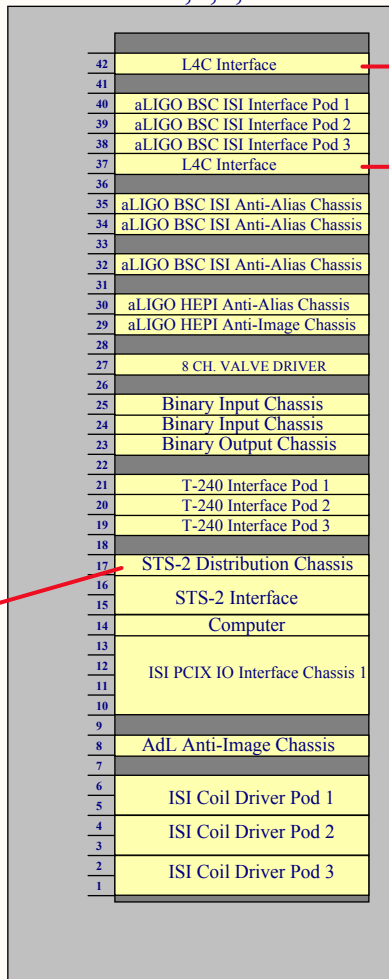 42 L4C Interface
41
40 aLIGO BSC ISI Interface Pod 1
39 aLIGO BSC ISI Interface Pod 2
38 aLIGO BSC ISI Interface Pod 3
37 L4C Interface
36
35 aLIGO BSC ISI Anti-Alias Chassis
34 aLIGO BSC ISI Anti-Alias Chassis
33
32 aLIGO BSC ISI Anti-Alias Chassis
31
30 aLIGO HEPI Anti-Alias Chassis
29 aLIGO HEPI Anti-Image Chassis
28
27 8 CH. VALVE DRIVER
26
25 Binary Input Chassis
24 Binary Input Chassis
23 Binary Output Chassis
22
21 T-240 Interface Pod 1
20 T-240 Interface Pod 2
19 T-240 Interface Pod 3
18
17 STS-2 Distribution Chassis
16
STS-2 Interface
15
14 Computer
13
12
ISI PCIX IO Interface Chassis 1
11
10
9
8 AdL Anti-Image Chassis
7
6
ISI Coil Driver Pod 1
5
4
ISI Coil Driver Pod 2
3
2
ISI Coil Driver Pod 3
1